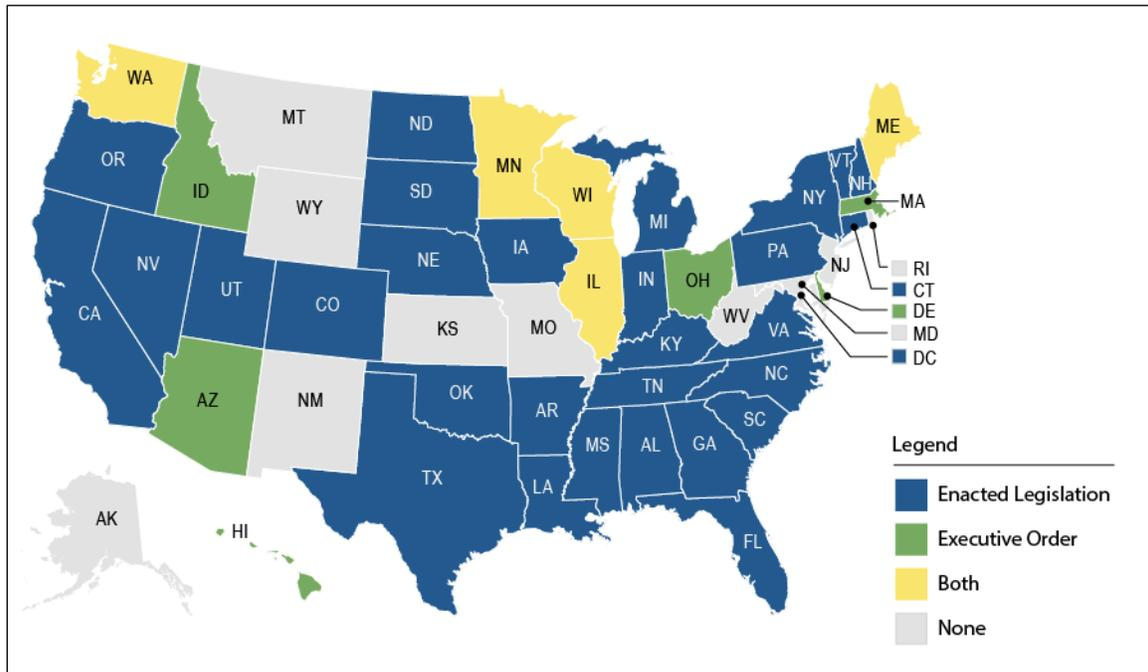 WA
MT
ND
MN
ME
OR
ID
WY
SD
WI
MI
NY
VT
NH
MA
NV
UT
CO
NE
IA
IL
IN
OH
PA
NJ
RI
CT
DE
MD
DC
CA
KS
MO
WV
VA
KY
AZ
NM
OK
AR
TN
NC
SC
TX
LA
MS
AL
GA
FL
AK
HI
Legend
Enacted Legislation
Executive Order
Both
None